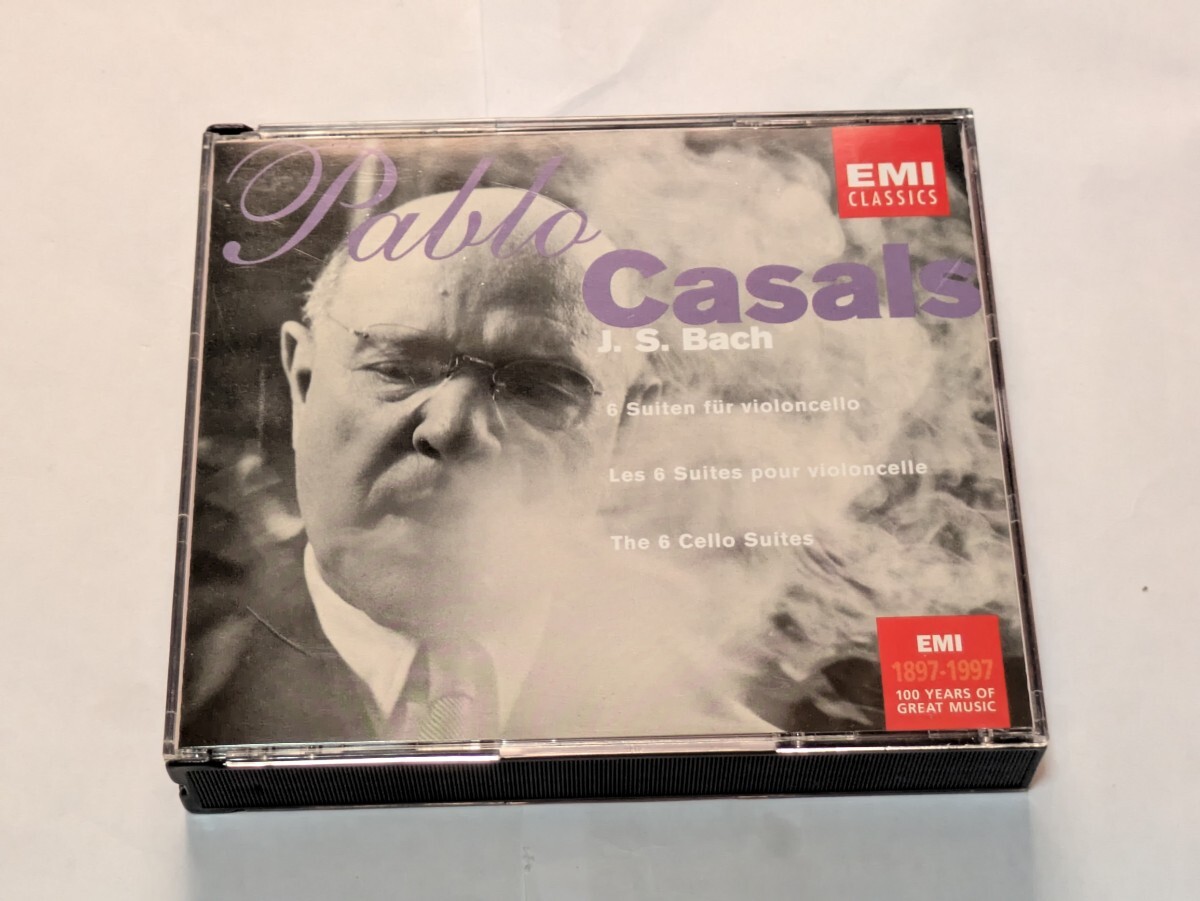 Pablo
EMI
CLASSICS
Casals
J. S. Bach
6 Suiten für violoncello
Les 6 Suites pour violoncelle
The 6 Cello Suites
EMI
1897-1997
100 YEARS OF
GREAT MUSIC